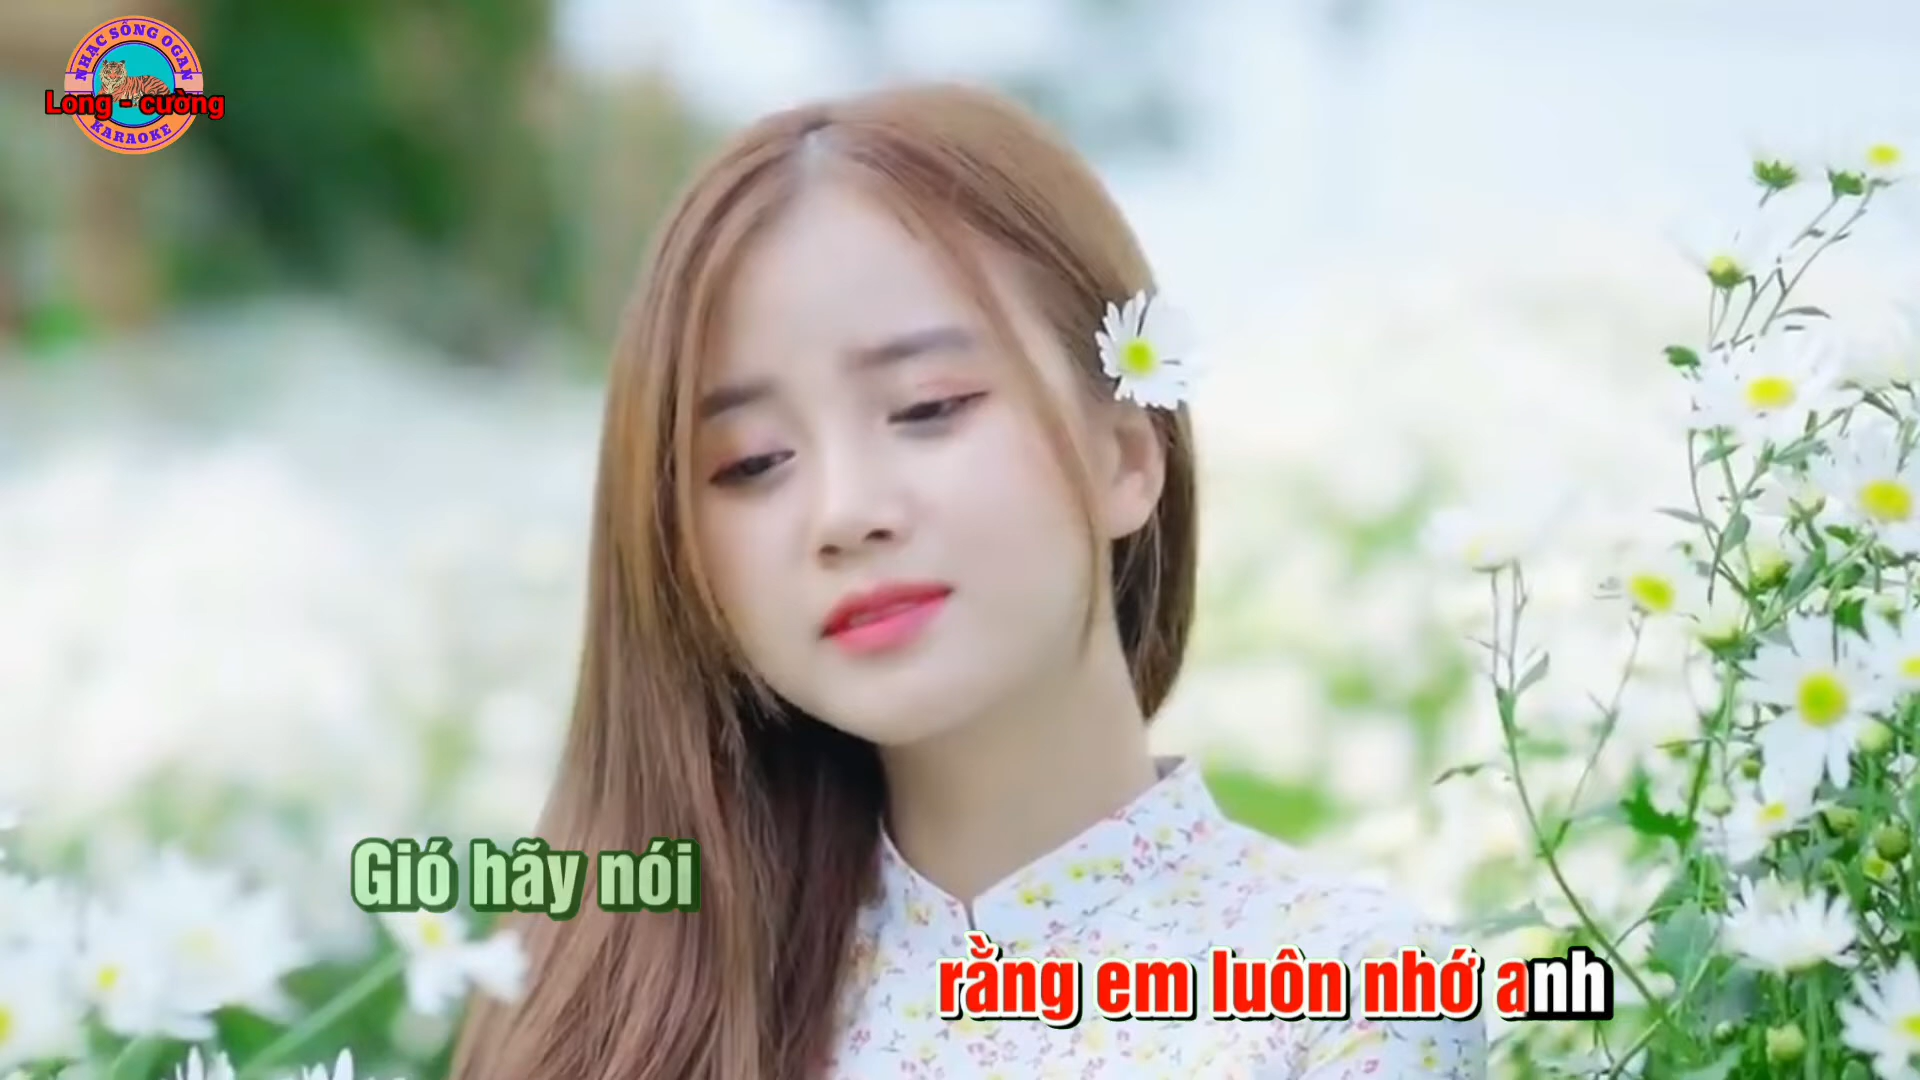 NHẠC SỐNG OGAN
Long - cường
KARAOKE
Gió hãy nói
rằng em luôn nhớ anh